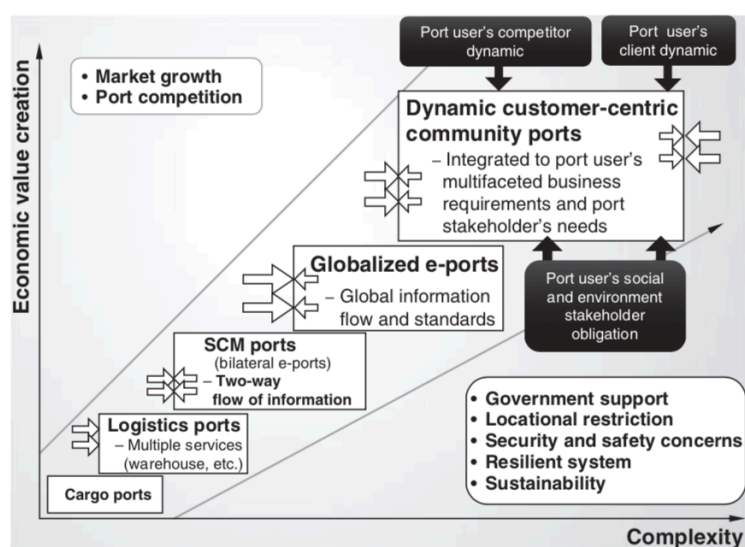 Port user's competitor
dynamic
Port user's
client dynamic
• Market growth
• Port competition
Economic value creation
Dynamic customer-centric
community ports
– Integrated to port user's
multifaceted business
requirements and port
stakeholder's needs
Globalized e-ports
– Global information
flow and standards
Port user's social
and environment
stakeholder
obligation
SCM ports
(bilateral e-ports)
– Two-way
flow of information
Logistics ports
– Multiple services
(warehouse, etc.)
Cargo ports
• Government support
• Locational restriction
• Security and safety concerns
• Resilient system
• Sustainability
Complexity